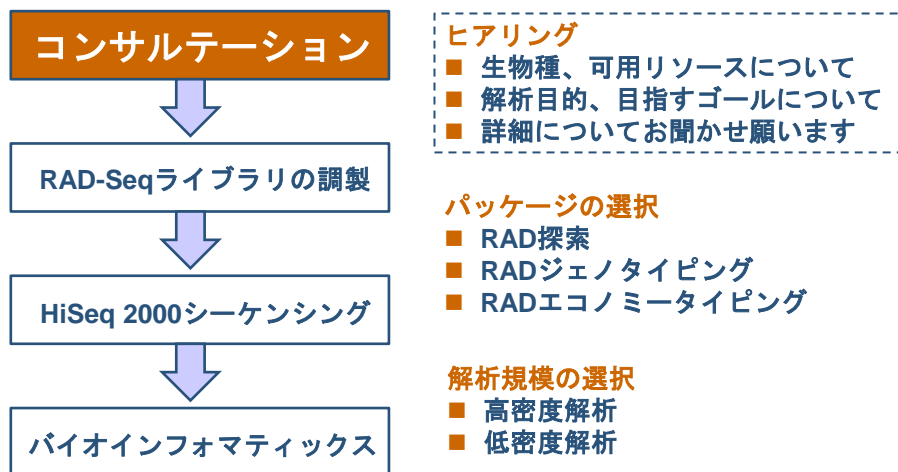 コンサルテーション
RAD-Seqライブラリの調製
HiSeq 2000シーケンシング
バイオインフォマティックス
ヒアリング
■ 生物種、可用リソースについて
■ 解析目的、目指すゴールについて
■ 詳細についてお聞かせ願います
パッケージの選択
■ RAD探索
■ RADジェノタイピング
■ RADエコノミータイピング
解析規模の選択
■ 高密度解析
■ 低密度解析